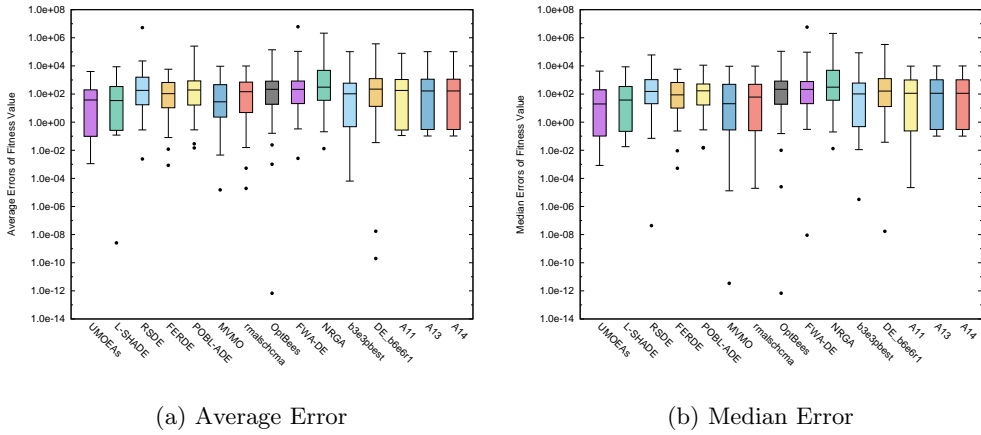 1.0e+08
1.0e+06
1.0e+04
1.0e+02
1.0e+00
1.0e-02
1.0e-04
1.0e-06
1.0e-08
1.0e-10
1.0e-12
1.0e-14
Average Errors of Fitness Value
UMOEAs
L-SHADE
RSDE
FERDE
POBL-ADE
MVMO
rmalschcma
OptBees
FWA-DE
NRGA
b3e3pbest
DE_b6e6r1
A11
A13
A14
(a) Average Error
1.0e+08
1.0e+06
1.0e+04
1.0e+02
1.0e+00
1.0e-02
1.0e-04
1.0e-06
1.0e-08
1.0e-10
1.0e-12
1.0e-14
Median Errors of Fitness Value
UMOEAs
L-SHADE
RSDE
FERDE
POBL-ADE
MVMO
rmalschcma
OptBees
FWA-DE
NRGA
b3e3pbest
DE_b6e6r1
A11
A13
A14
(b) Median Error